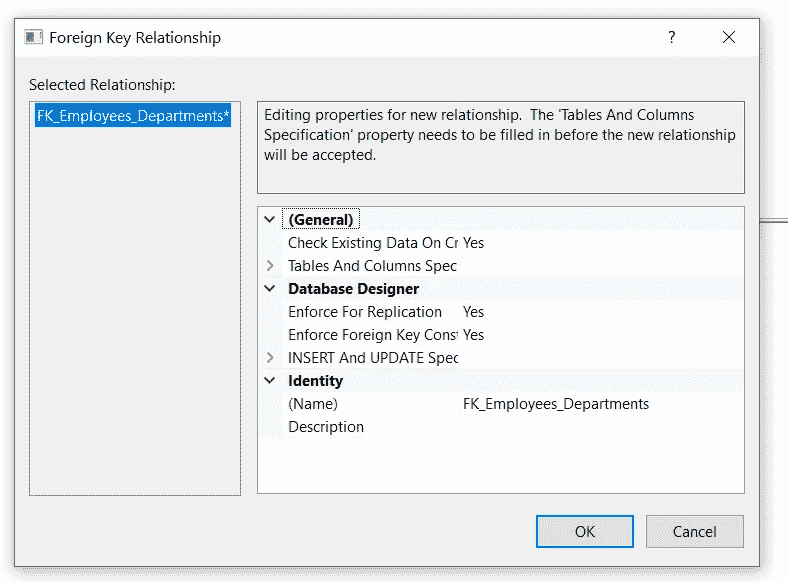 Foreign Key Relationship ?
Selected Relationship:
FK_Employees_Departments*
Editing properties for new relationship. The 'Tables And Columns
Specification' property needs to be filled in before the new relationship
will be accepted.
(General)
Check Existing Data On Cr Yes
Tables And Columns Spec
Database Designer
Enforce For Replication Yes
Enforce Foreign Key Const Yes
INSERT And UPDATE Spec
Identity
(Name) FK_Employees_Departments
Description
OK Cancel